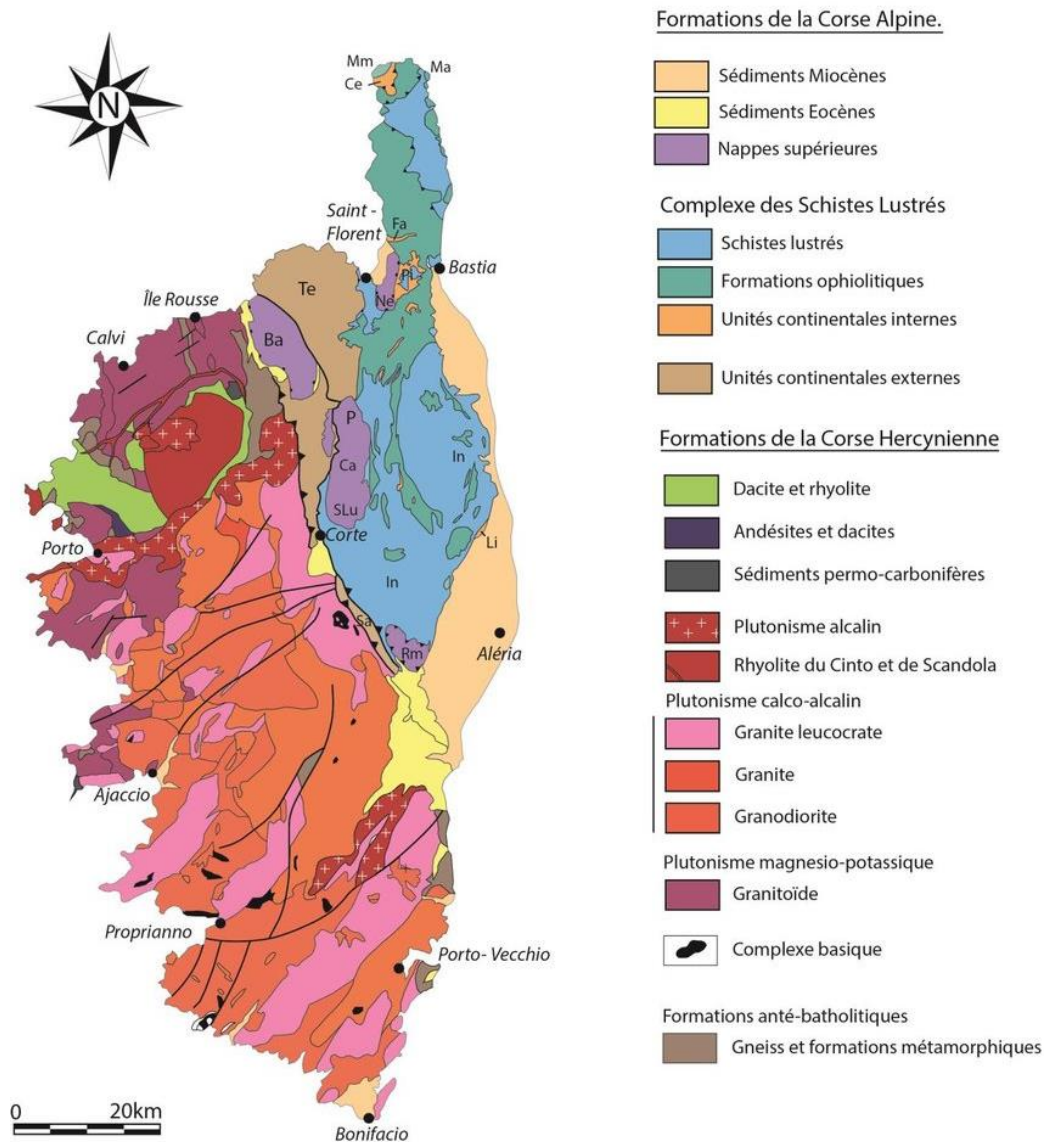 Formations de la Corse Alpine.
Sédiments Miocènes
Sédiments Eocènes
Nappes supérieures
Complexe des Schistes Lustrés
Schistes lustrés
Formations ophiolitiques
Unités continentales internes
Unités continentales externes
Formations de la Corse Hercynienne
Dacite et rhyolite
Andésites et dacites
Sédiments permo-carbonifères
Plutonisme alcalin
Rhyolite du Cinto et de Scandola
Plutonisme calco-alcalin
Granite leucocrate
Granite
Granodiorite
Plutonisme magnesio-potassique
Granitoïde
Complexe basique
Formations anté-batholitiques
Gneiss et formations métamorphiques
N
Mm
Ma
Ce
Saint -
Florent
Fa
Bastia
Pi
Te
Ne
Île Rousse
Ba
Calvi
P
In
Ca
SLu
Corte
Li
Porto
In
Sa
Rm
Aléria
Ajaccio
Proprianno
Porto- Vecchio
0
20km
Bonifacio